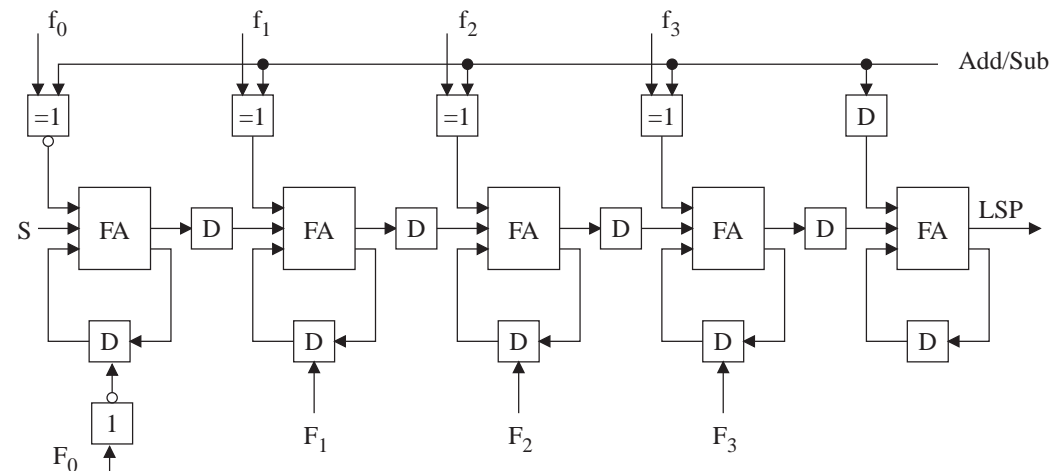 f0 f1 f2 f3
Add/Sub
=1 =1 =1 =1 D
LSP
S FA D FA D FA D FA D FA
D D D D D
1
F0 F1 F2 F3